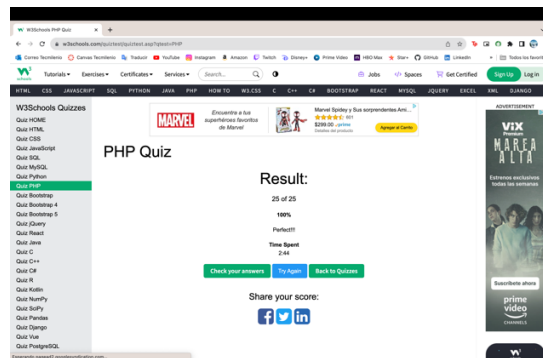 W3Schools PHP Quiz
w3schools.com/quiztest/quiztest.asp?qtest=PHP
Correo Tecmilenio Canvas Tecmilenio Traducir YouTube Instagram Amazon Twitch Disney+ Prime Video HBO Max Star+ GitHub LinkedIn
Tutorials Exercises Certificates Services Search... Jobs Spaces Get Certified Sign Up Log in
HTML CSS JAVASCRIPT SQL PYTHON JAVA PHP HOW TO W3.CSS C C++ C# BOOTSTRAP REACT MYSQL JQUERY EXCEL XML DJANGO
W3Schools Quizzes
Quiz HOME
Quiz HTML
Quiz CSS
Quiz JavaScript
Quiz SQL
Quiz MySQL
Quiz Python
Quiz PHP
Quiz Bootstrap
Quiz Bootstrap 4
Quiz Bootstrap 5
Quiz jQuery
Quiz React
Quiz Java
Quiz C
Quiz C++
Quiz C#
Quiz R
Quiz Kotlin
Quiz NumPy
Quiz SciPy
Quiz Pandas
Quiz Django
Quiz Vue
Quiz PostgreSQL
MARVEL
Encuentra a tus
superhéroes favoritos
de Marvel
Marvel Spidey y Sus sorprendentes Ami...
$299.00
Agregar al Carrito
PHP Quiz
Result:
25 of 25
100%
Perfect!!!
Time Spent
2:44
Check your answers Try Again Back to Quizzes
Share your score:
ADVERTISEMENT
ViX
Premium
MAREA
ALTA
Estrenos exclusivos
todas las semanas
Suscríbete ahora
prime
video
CHANNELS